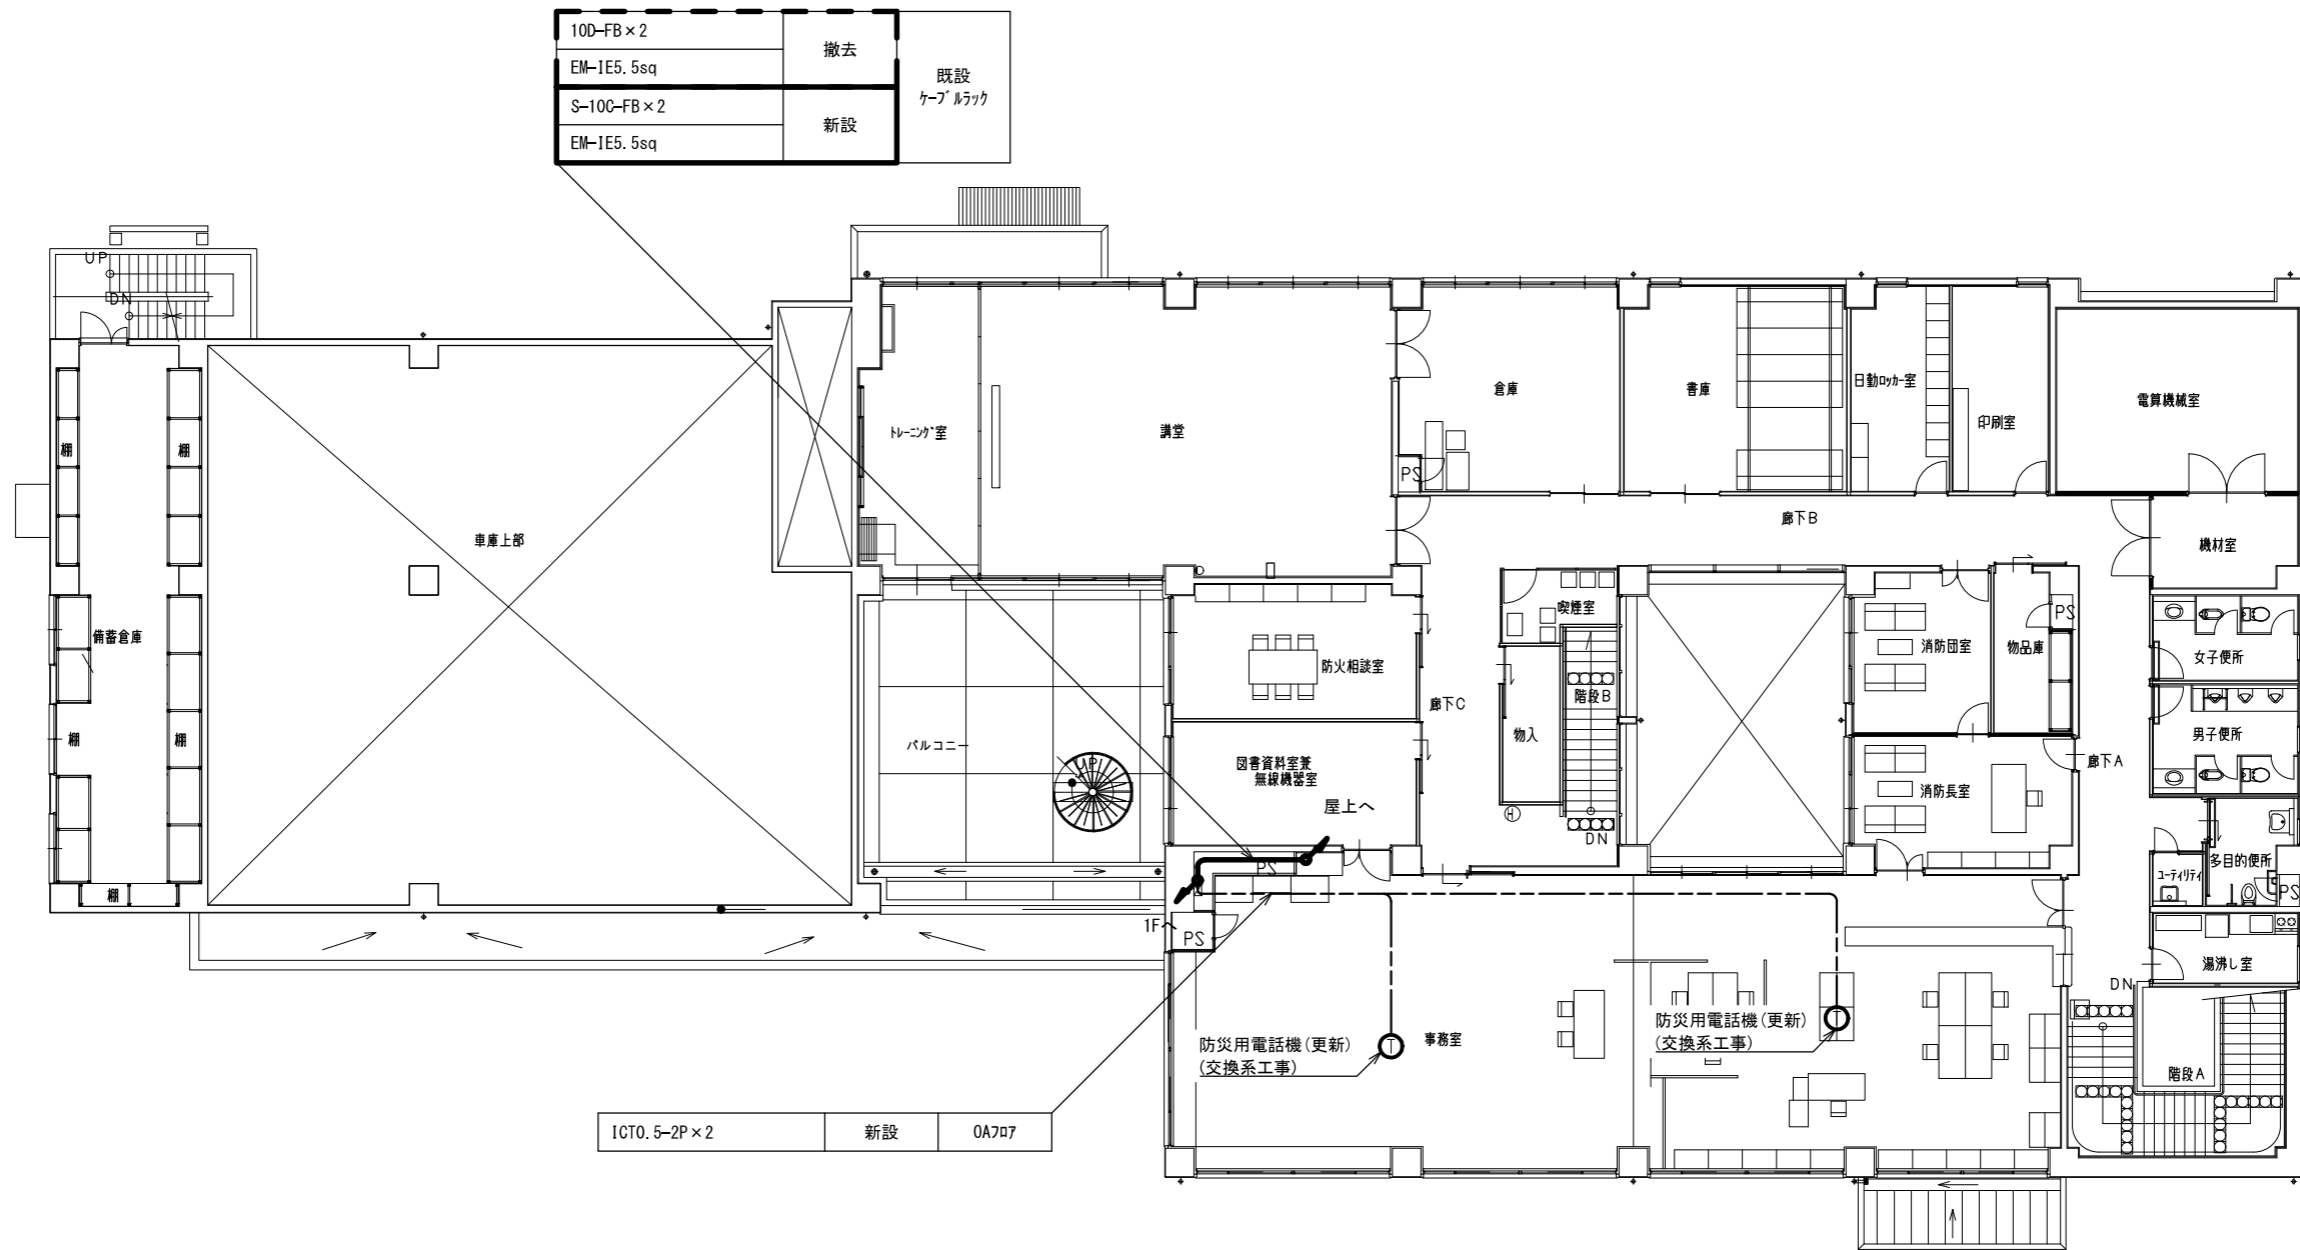 10D-FB×2
撤去
EM-IE5.5sq
既設
ケーブルラック
S-10C-FB×2
新設
EM-IE5.5sq
UP
DN
棚
棚
車庫上部
備蓄倉庫
棚
棚
棚
トレーニング室
講堂
倉庫
PS
書庫
日勤ロッカー室
印刷室
電算機械室
廊下B
機材室
喫煙室
防火相談室
廊下C
階段B
物入
消防団室
物品庫
PS
女子便所
男子便所
バルコニー
UP
図書資料室兼
無線機器室
屋上へ
H
DN
消防長室
廊下A
多目的便所
ユーティリティ
PS
PS
1Fへ
PS
湯沸し室
DN
防災用電話機(更新)
(交換系工事)
T
事務室
防災用電話機(更新)
(交換系工事)
T
階段A
ICT0.5-2P×2
新設
OAフロア